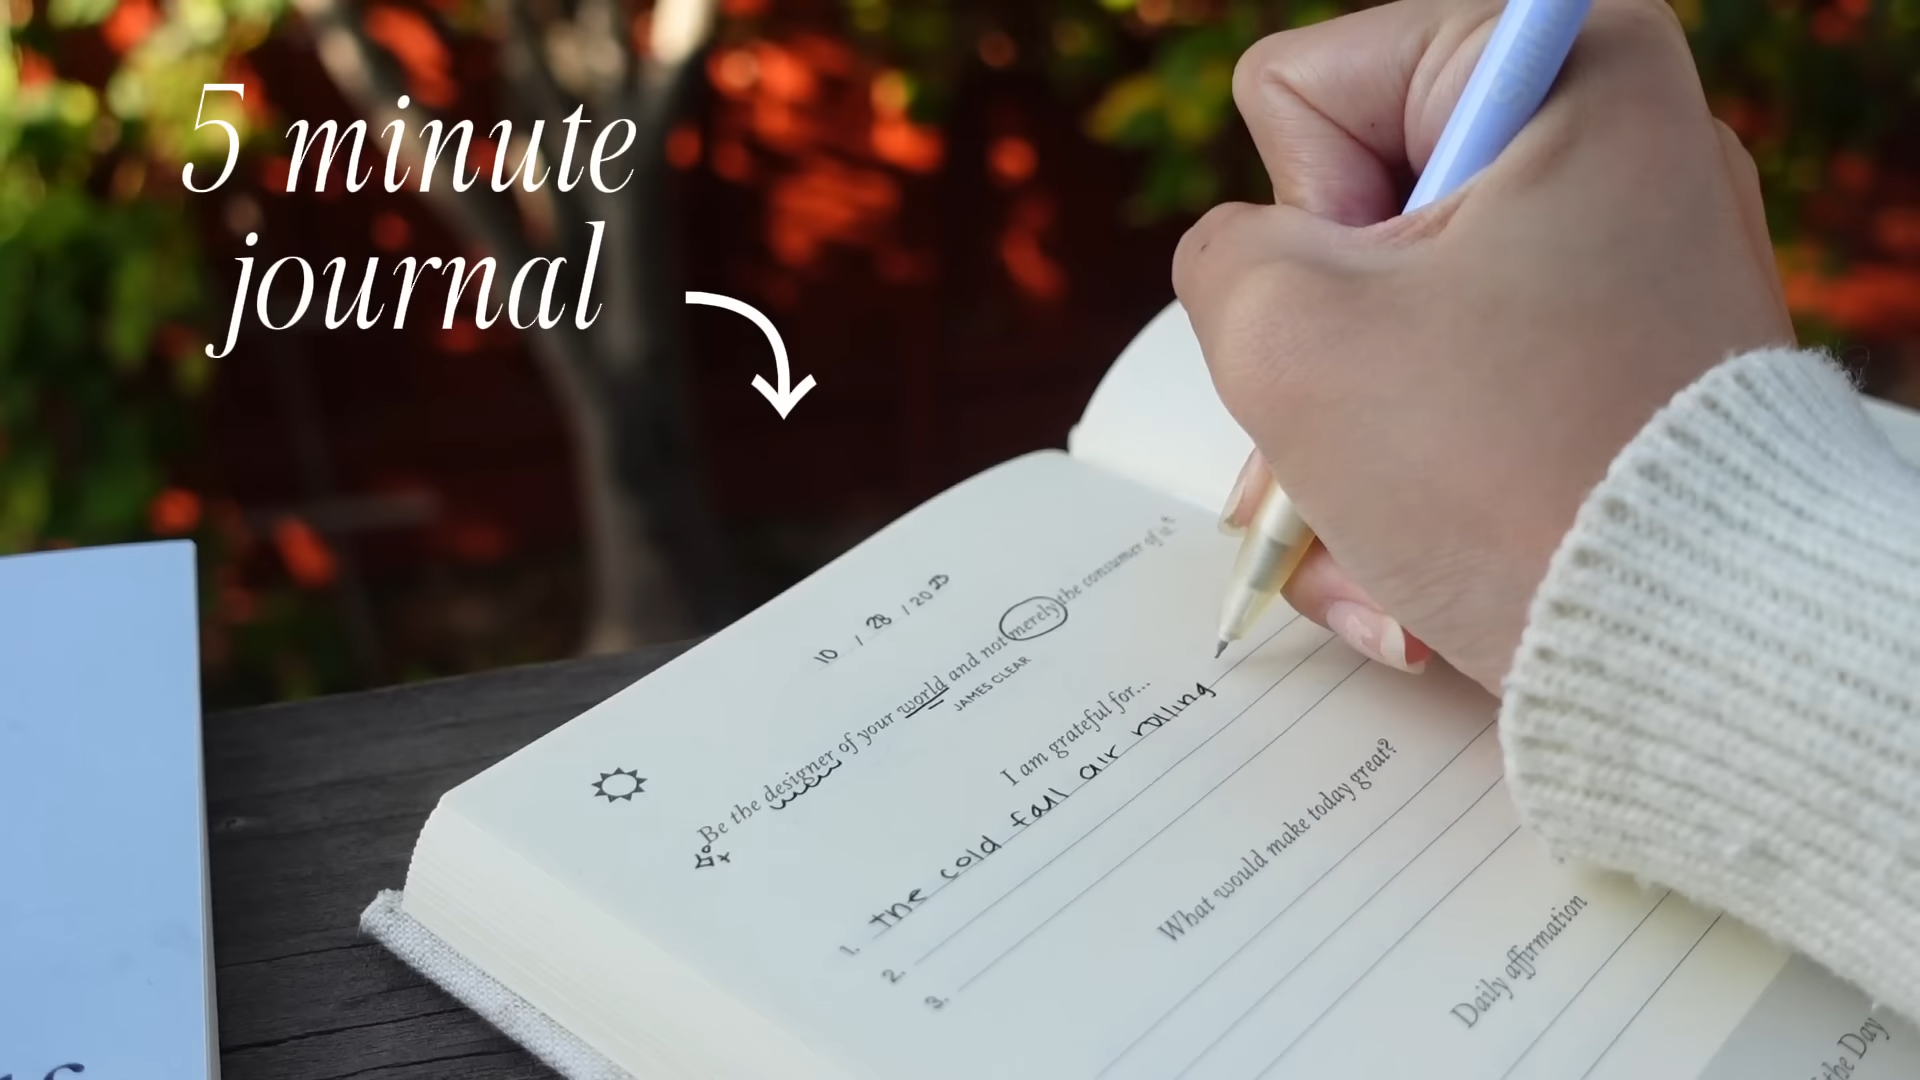 5 minute
journal
10 / 28 / 2025
Be the designer of your world and not merely the consumer of it.
JAMES CLEAR
I am grateful for...
1. The cold fall air rolling
2.
3.
What would make today great?
Daily affirmation
the Day